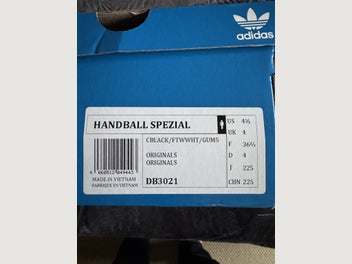 adidas
HANDBALL SPEZIAL
CBLACK/FTWWHT/GUM5
ORIGINALS
ORIGINALS
MADE IN VIETNAM
FABRIQUE EN VIETNAM
DB3021
US 4½
UK 4
F 36⅔
D 4
J 225
CHN 225